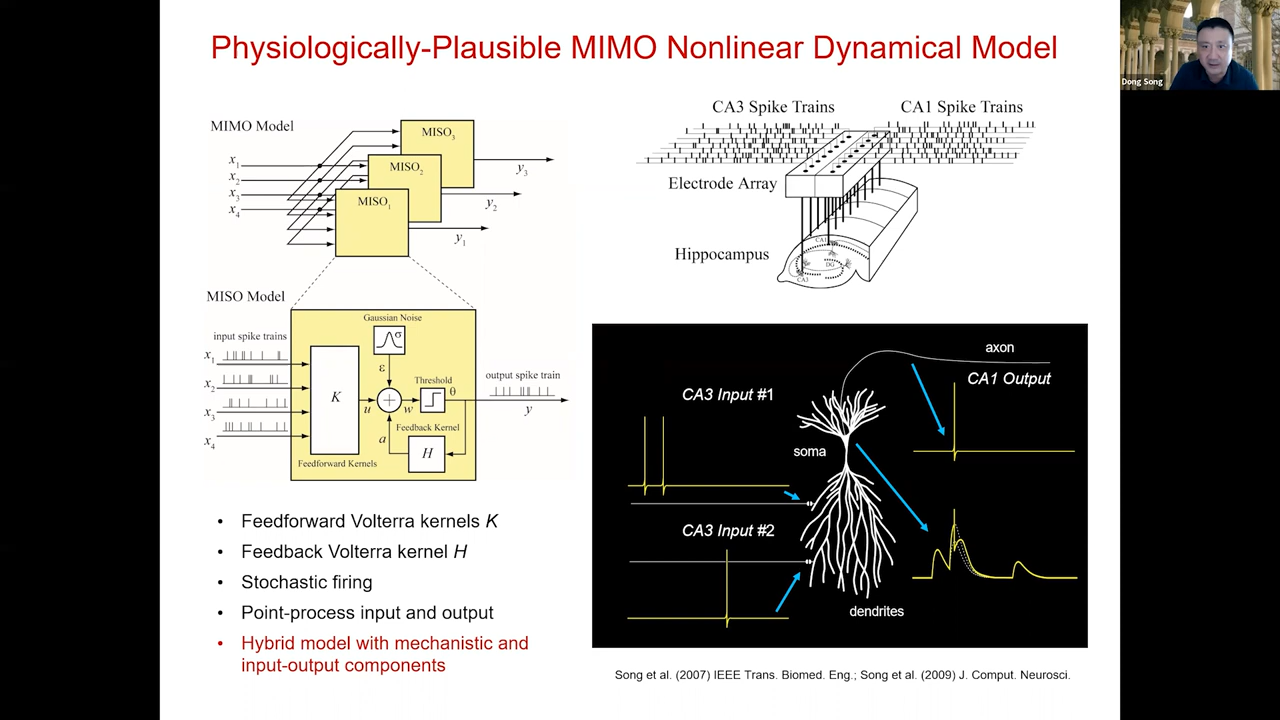 Physiologically-Plausible MIMO Nonlinear Dynamical Model
Dong Song
MIMO Model
x1
x2
x3
x4
MISO3
MISO2
MISO1
y3
y2
y1
MISO Model
input spike trains
x1
x2
x3
x4
Gaussian Noise
σ
ε
K
u
w
a
Threshold
θ
Feedback Kernel
H
Feedforward Kernels
output spike train
y
• Feedforward Volterra kernels K
• Feedback Volterra kernel H
• Stochastic firing
• Point-process input and output
• Hybrid model with mechanistic and
input-output components
CA3 Spike Trains
CA1 Spike Trains
Electrode Array
Hippocampus
CA1
DG
CA3
axon
CA1 Output
CA3 Input #1
soma
CA3 Input #2
dendrites
Song et al. (2007) IEEE Trans. Biomed. Eng.; Song et al. (2009) J. Comput. Neurosci.